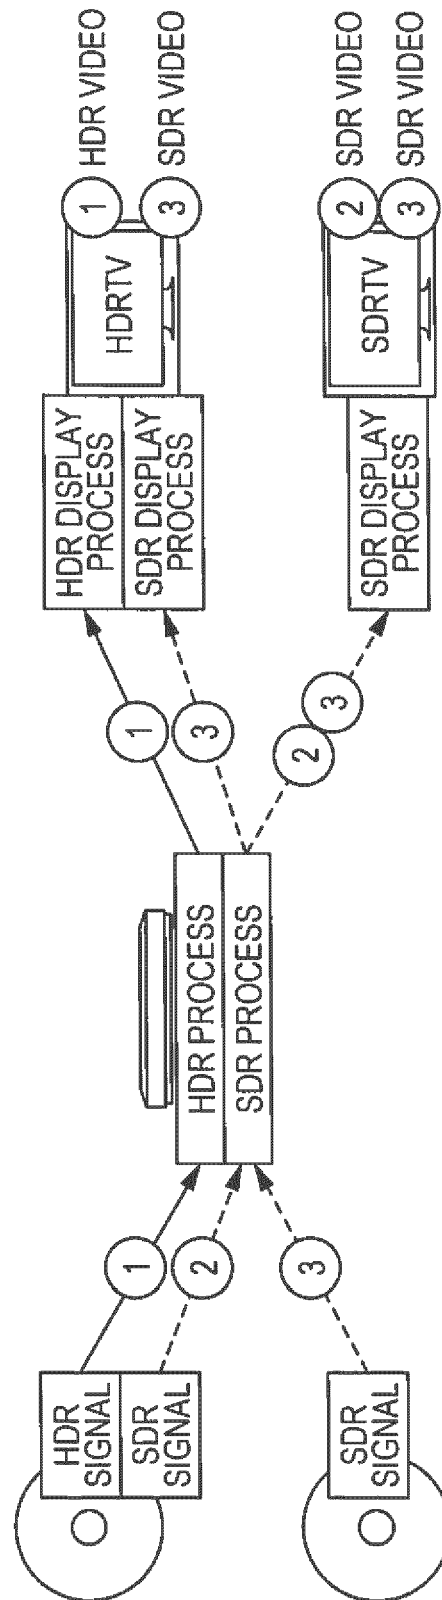 HDR
SIGNAL
SDR
SIGNAL
SDR
SIGNAL
1
2
3
HDR PROCESS
SDR PROCESS
1
3
2
3
HDR DISPLAY
PROCESS
SDR DISPLAY
PROCESS
SDR DISPLAY
PROCESS
HDRTV
SDRTV
1 HDR VIDEO
3 SDR VIDEO
2 SDR VIDEO
3 SDR VIDEO